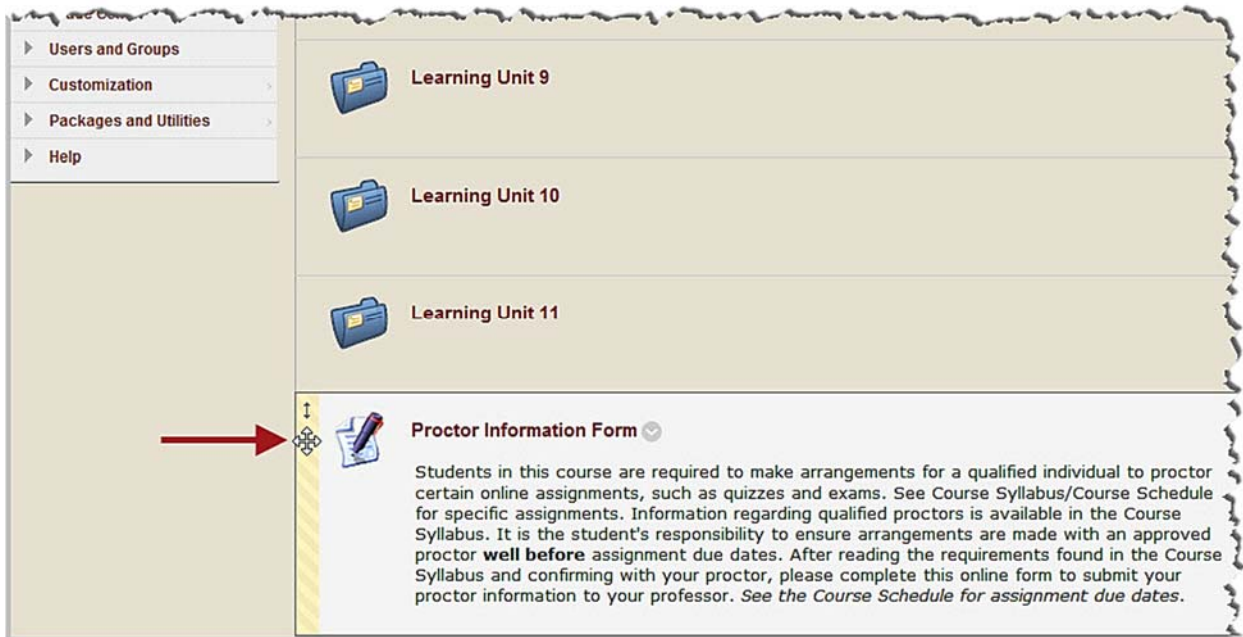 Users and Groups
Customization
Packages and Utilities
Help
Learning Unit 9
Learning Unit 10
Learning Unit 11
Proctor Information Form
Students in this course are required to make arrangements for a qualified individual to proctor
certain online assignments, such as quizzes and exams. See Course Syllabus/Course Schedule
for specific assignments. Information regarding qualified proctors is available in the Course
Syllabus. It is the student's responsibility to ensure arrangements are made with an approved
proctor well before assignment due dates. After reading the requirements found in the Course
Syllabus and confirming with your proctor, please complete this online form to submit your
proctor information to your professor. See the Course Schedule for assignment due dates.